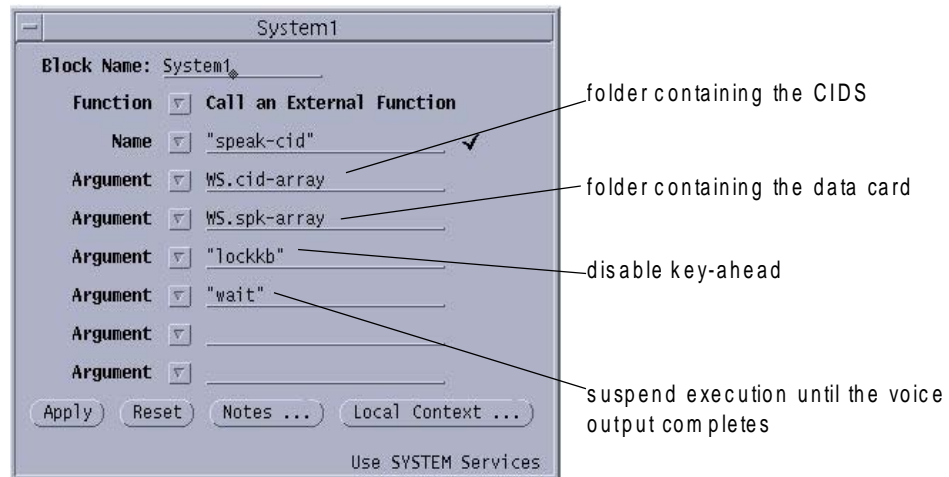 System1
Block Name: System1
Function Call an External Function
Name "speak-cid"
Argument WS.cid-array
Argument WS.spk-array
Argument "lockkb"
Argument "wait"
Argument
Argument
Apply Reset Notes ... Local Context ...
Use SYSTEM Services
folder containing the CIDS
folder containing the data card
disable key-ahead
suspend execution until the voice
output completes